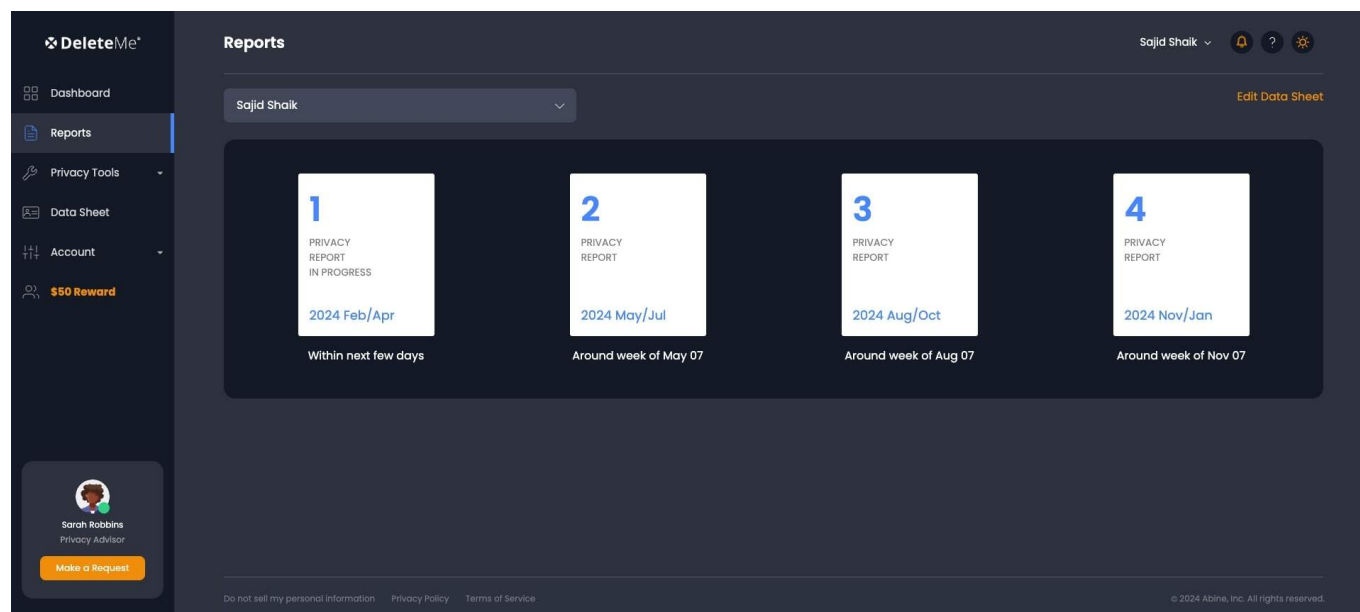 DeleteMe®
Dashboard
Reports
Privacy Tools
Data Sheet
Account
$50 Reward
Sarah Robbins
Privacy Advisor
Make a Request
Reports
Sajid Shaik
?
Sajid Shaik
Edit Data Sheet
1
PRIVACY
REPORT
IN PROGRESS
2024 Feb/Apr
Within next few days
2
PRIVACY
REPORT
2024 May/Jul
Around week of May 07
3
PRIVACY
REPORT
2024 Aug/Oct
Around week of Aug 07
4
PRIVACY
REPORT
2024 Nov/Jan
Around week of Nov 07
Do not sell my personal information Privacy Policy Terms of Service
© 2024 Abine, Inc. All rights reserved.